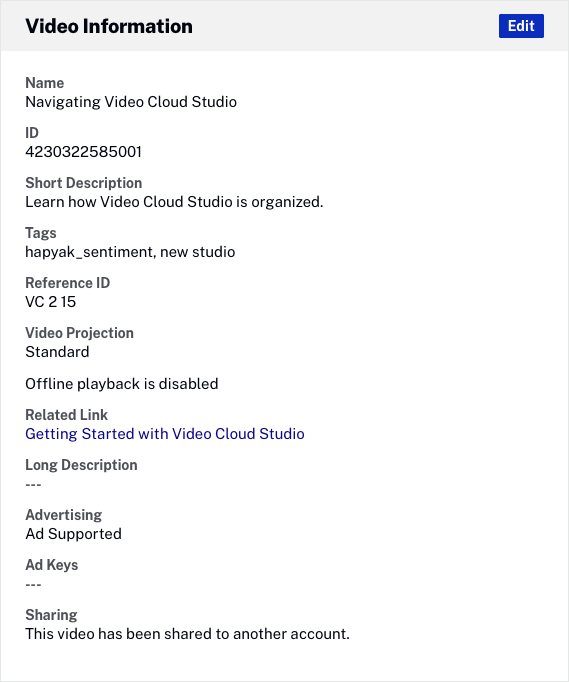 Video Information
Edit
Name
Navigating Video Cloud Studio
ID
4230322585001
Short Description
Learn how Video Cloud Studio is organized.
Tags
hapyak_sentiment, new studio
Reference ID
VC 2 15
Video Projection
Standard
Offline playback is disabled
Related Link
Getting Started with Video Cloud Studio
Long Description
---
Advertising
Ad Supported
Ad Keys
---
Sharing
This video has been shared to another account.